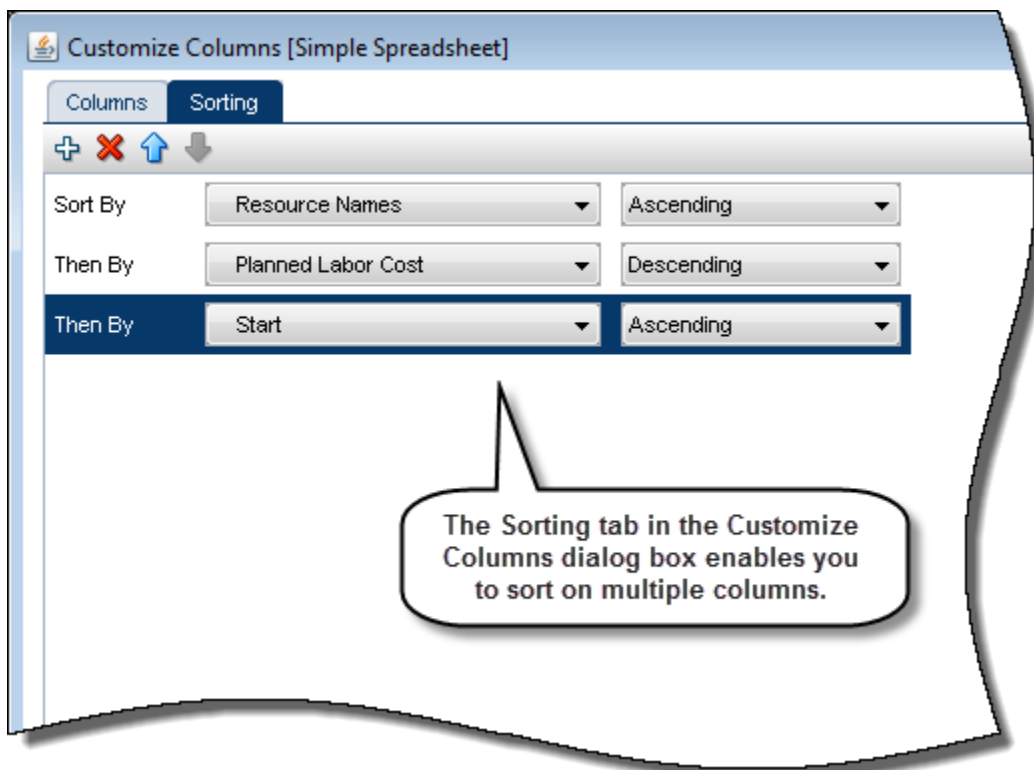 Customize Columns [Simple Spreadsheet]
Columns Sorting
Sort By Resource Names Ascending
Then By Planned Labor Cost Descending
Then By Start Ascending
The Sorting tab in the Customize
Columns dialog box enables you
to sort on multiple columns.